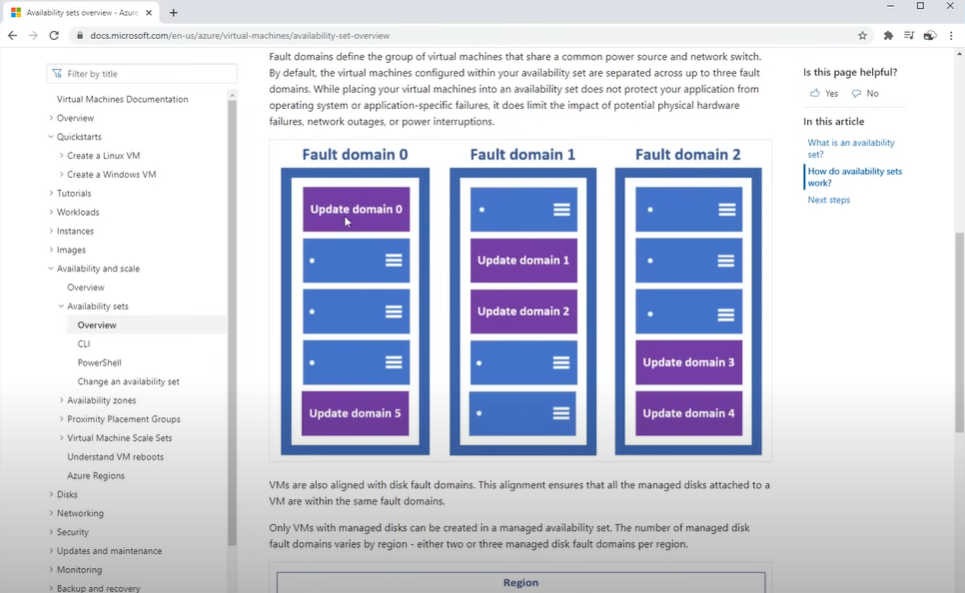 Availability sets overview - Azure
docs.microsoft.com/en-us/azure/virtual-machines/availability-set-overview
Filter by title
Virtual Machines Documentation
Overview
Quickstarts
Create a Linux VM
Create a Windows VM
Tutorials
Workloads
Instances
Images
Availability and scale
Overview
Availability sets
Overview
CLI
PowerShell
Change an availability set
Availability zones
Proximity Placement Groups
Virtual Machine Scale Sets
Understand VM reboots
Azure Regions
Disks
Networking
Security
Updates and maintenance
Monitoring
Backup and recovery
Fault domains define the group of virtual machines that share a common power source and network switch.
By default, the virtual machines configured within your availability set are separated across up to three fault
domains. While placing your virtual machines into an availability set does not protect your application from
operating system or application-specific failures, it does limit the impact of potential physical hardware
failures, network outages, or power interruptions.
Fault domain 0
Fault domain 1
Fault domain 2
Update domain 0
Update domain 1
Update domain 2
Update domain 3
Update domain 5
Update domain 4
VMs are also aligned with disk fault domains. This alignment ensures that all the managed disks attached to a
VM are within the same fault domains.
Only VMs with managed disks can be created in a managed availability set. The number of managed disk
fault domains varies by region - either two or three managed disk fault domains per region.
Region
Is this page helpful?
Yes No
In this article
What is an availability
set?
How do availability sets
work?
Next steps